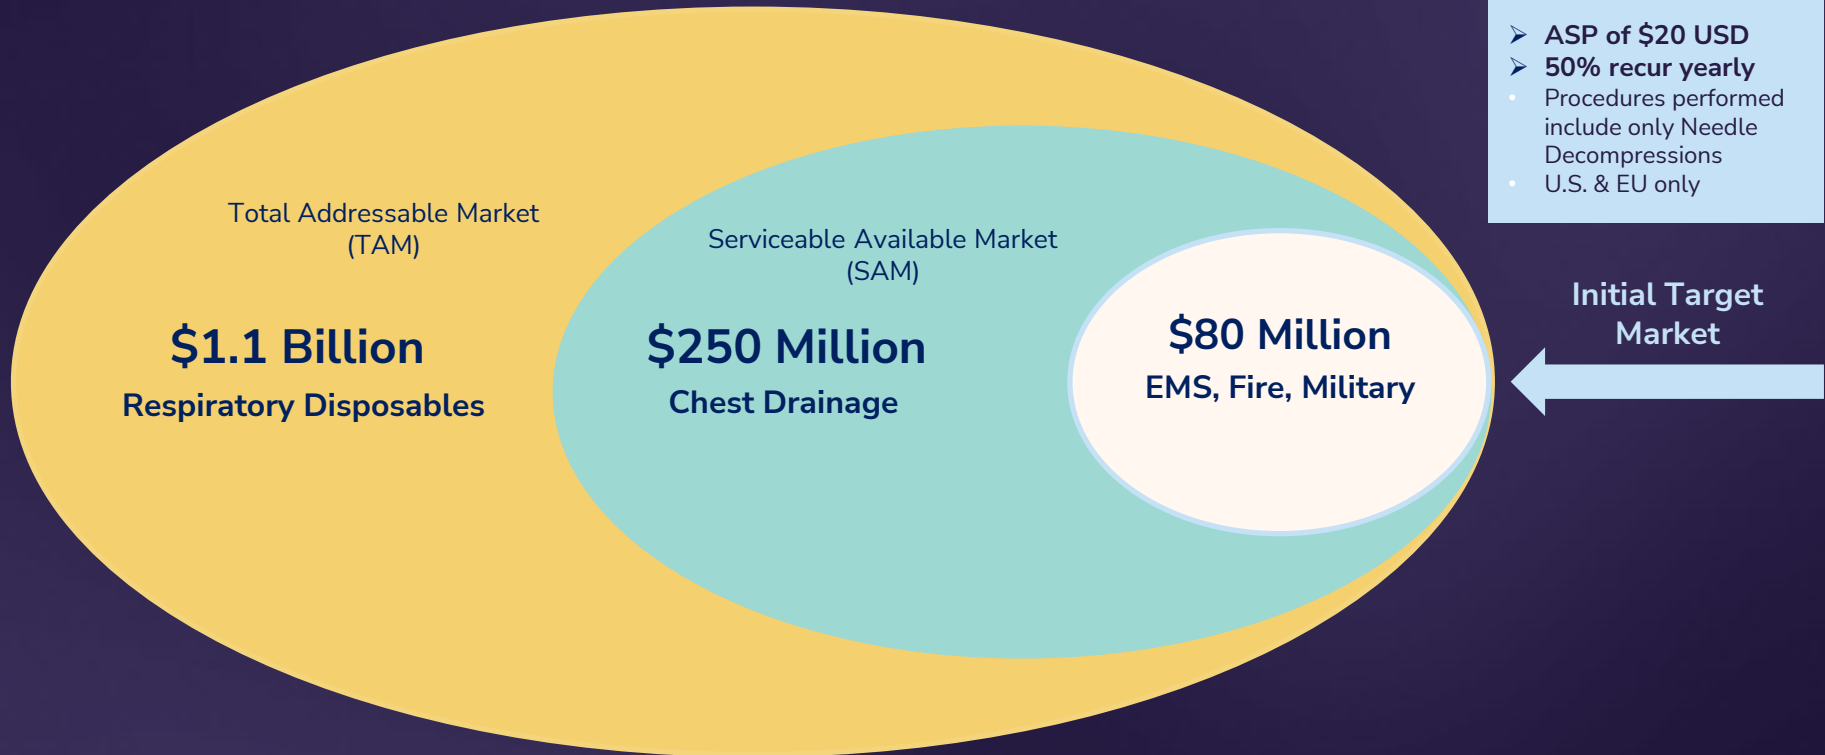 Total Addressable Market
(TAM)
$1.1 Billion
Respiratory Disposables
Serviceable Available Market
(SAM)
$250 Million
Chest Drainage
$80 Million
EMS, Fire, Military
➢ ASP of $20 USD
➢ 50% recur yearly
• Procedures performed
include only Needle
Decompressions
• U.S. & EU only
Initial Target
Market